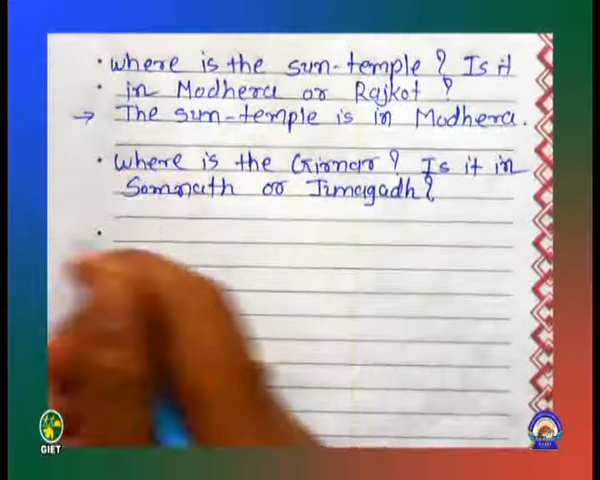 • where is the sun-temple? Is it
• in Modhera or Rajkot?
→ The sun-temple is in Modhera.
• Where is the Girnar? Is it in
Somnath or Junagadh?
•
GIET